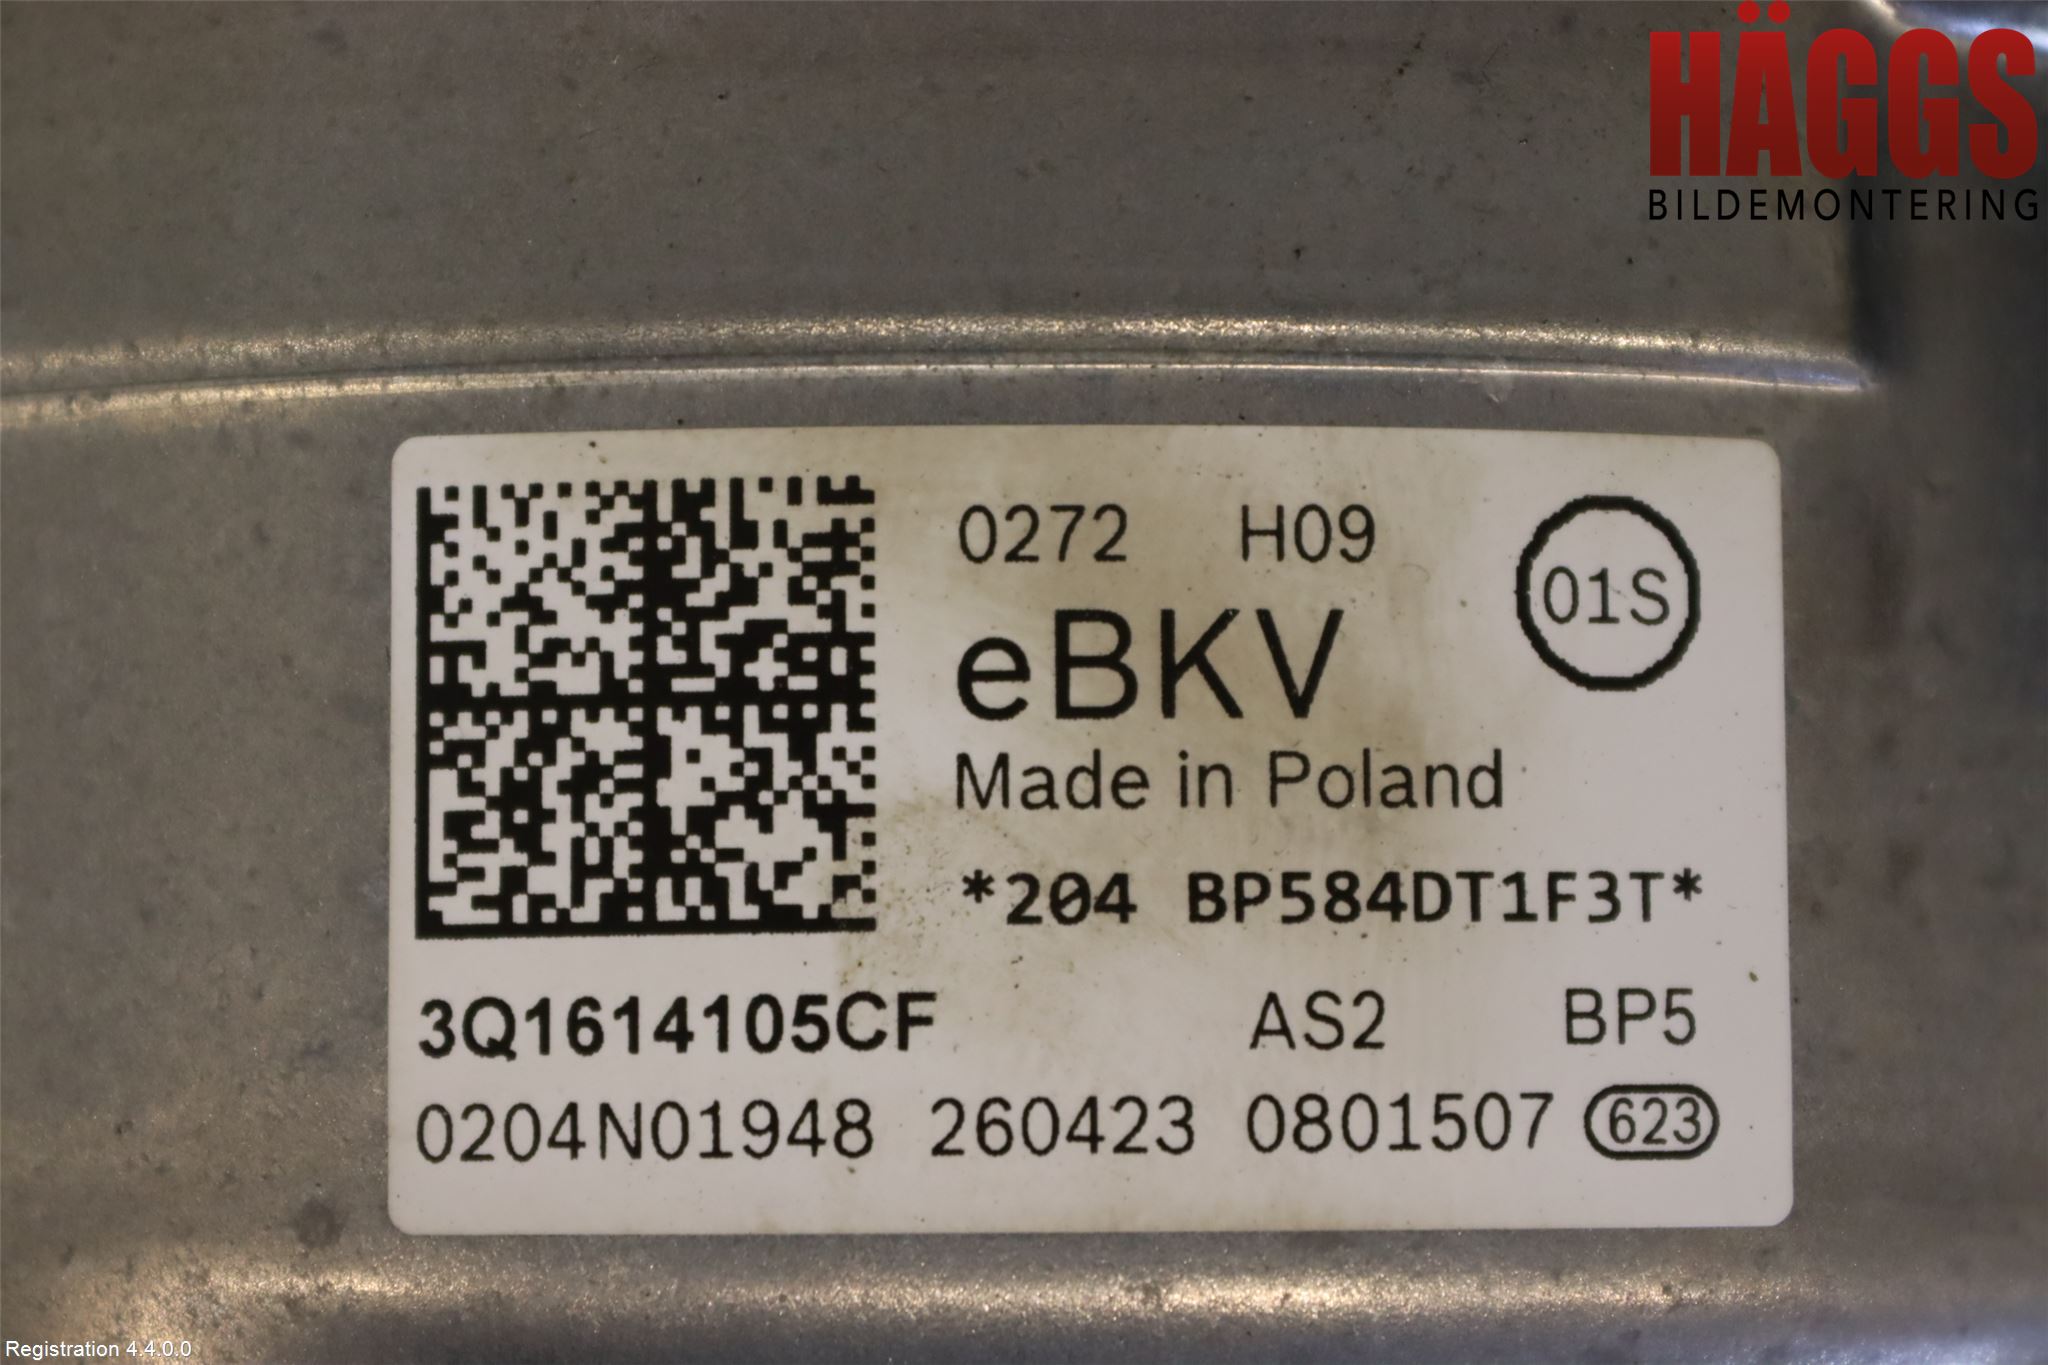 HÄGGS
BILDEMONTERING
0272 H09
01S
eBKV
Made in Poland
*204 BP584DT1F3T*
3Q1614105CF AS2 BP5
0204N01948 260423 0801507 623
Registration 4.4.0.0